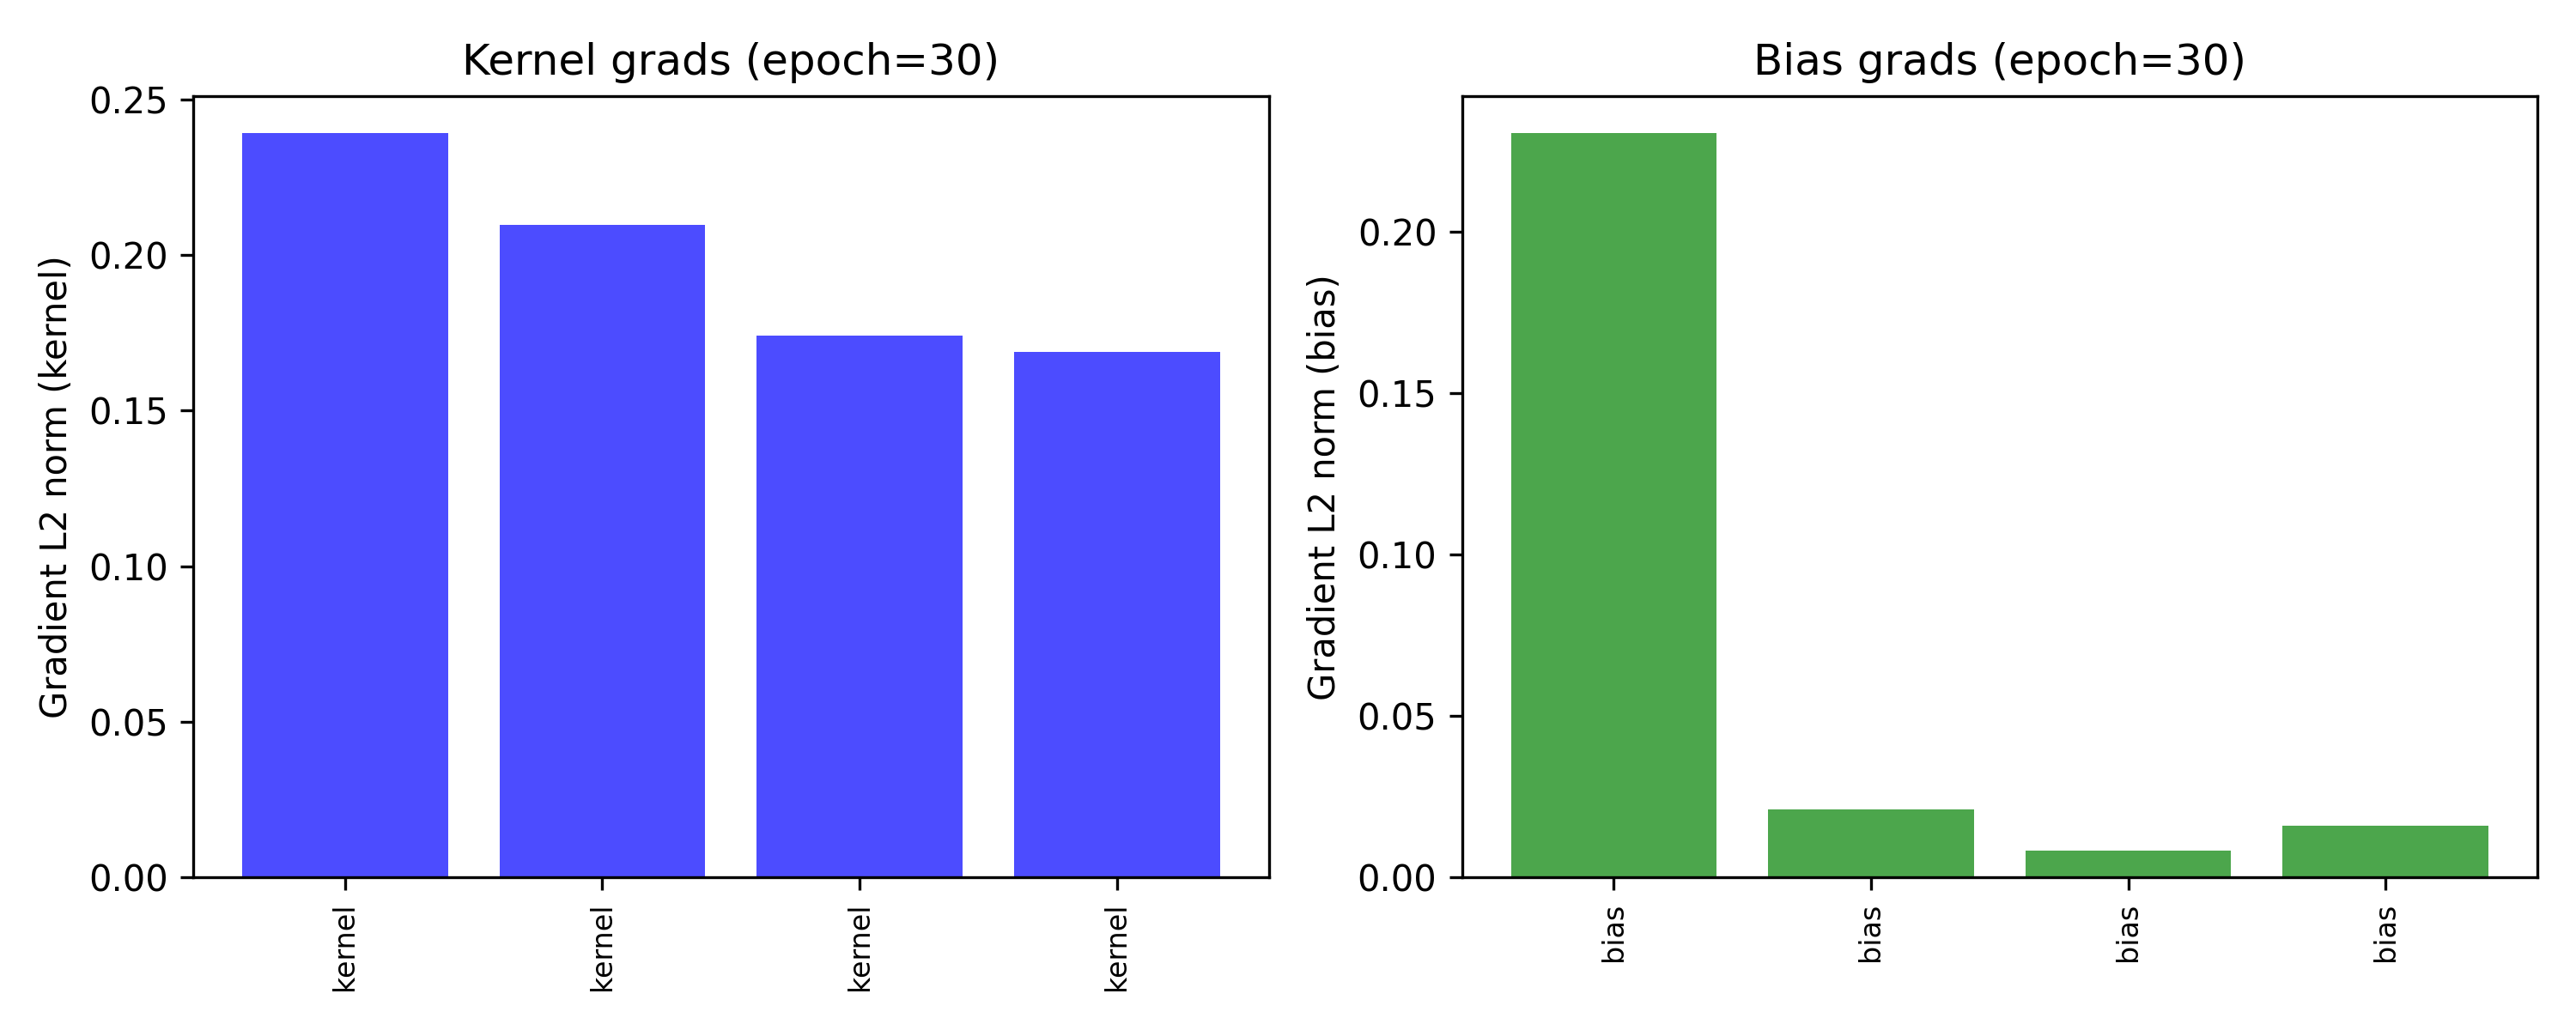 Kernel grads (epoch=30)
Gradient L2 norm (kernel)
0.25
0.20
0.15
0.10
0.05
0.00
kernel
kernel
kernel
kernel
Bias grads (epoch=30)
Gradient L2 norm (bias)
0.20
0.15
0.10
0.05
0.00
bias
bias
bias
bias